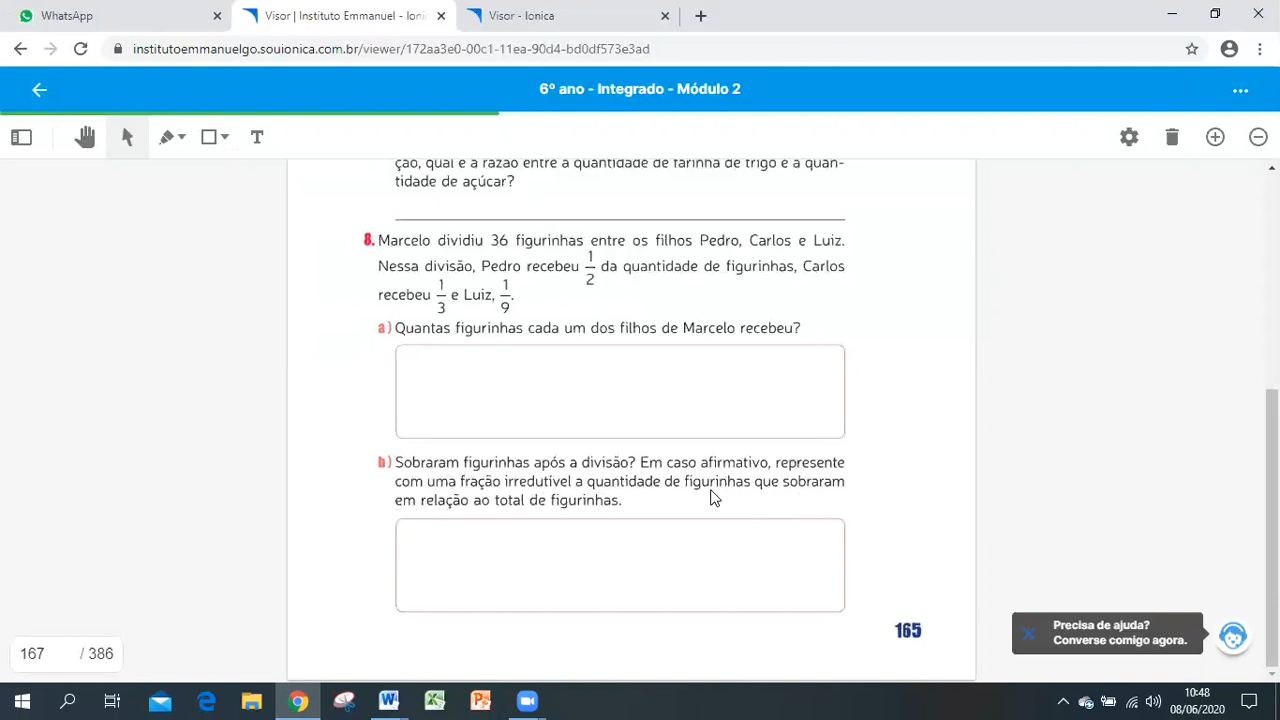 WhatsApp
Visor | Instituto Emmanuel - Ioni
Visor - Ionica
institutoemmanuelgo.souionica.com.br/viewer/172aa3e0-00c1-11ea-90d4-bd0df573e3ad
6º ano - Integrado - Módulo 2
T
ção, qual é a razão entre a quantidade de farinha de trigo e a quan-
tidade de açúcar?
8. Marcelo dividiu 36 figurinhas entre os filhos Pedro, Carlos e Luiz.
Nessa divisão, Pedro recebeu 1/2 da quantidade de figurinhas, Carlos
recebeu 1/3 e Luiz, 1/9.
a) Quantas figurinhas cada um dos filhos de Marcelo recebeu?
b) Sobraram figurinhas após a divisão? Em caso afirmativo, represente
com uma fração irredutível a quantidade de figurinhas que sobraram
em relação ao total de figurinhas.
165
Precisa de ajuda?
Converse comigo agora.
167 / 386
10:48
08/06/2020